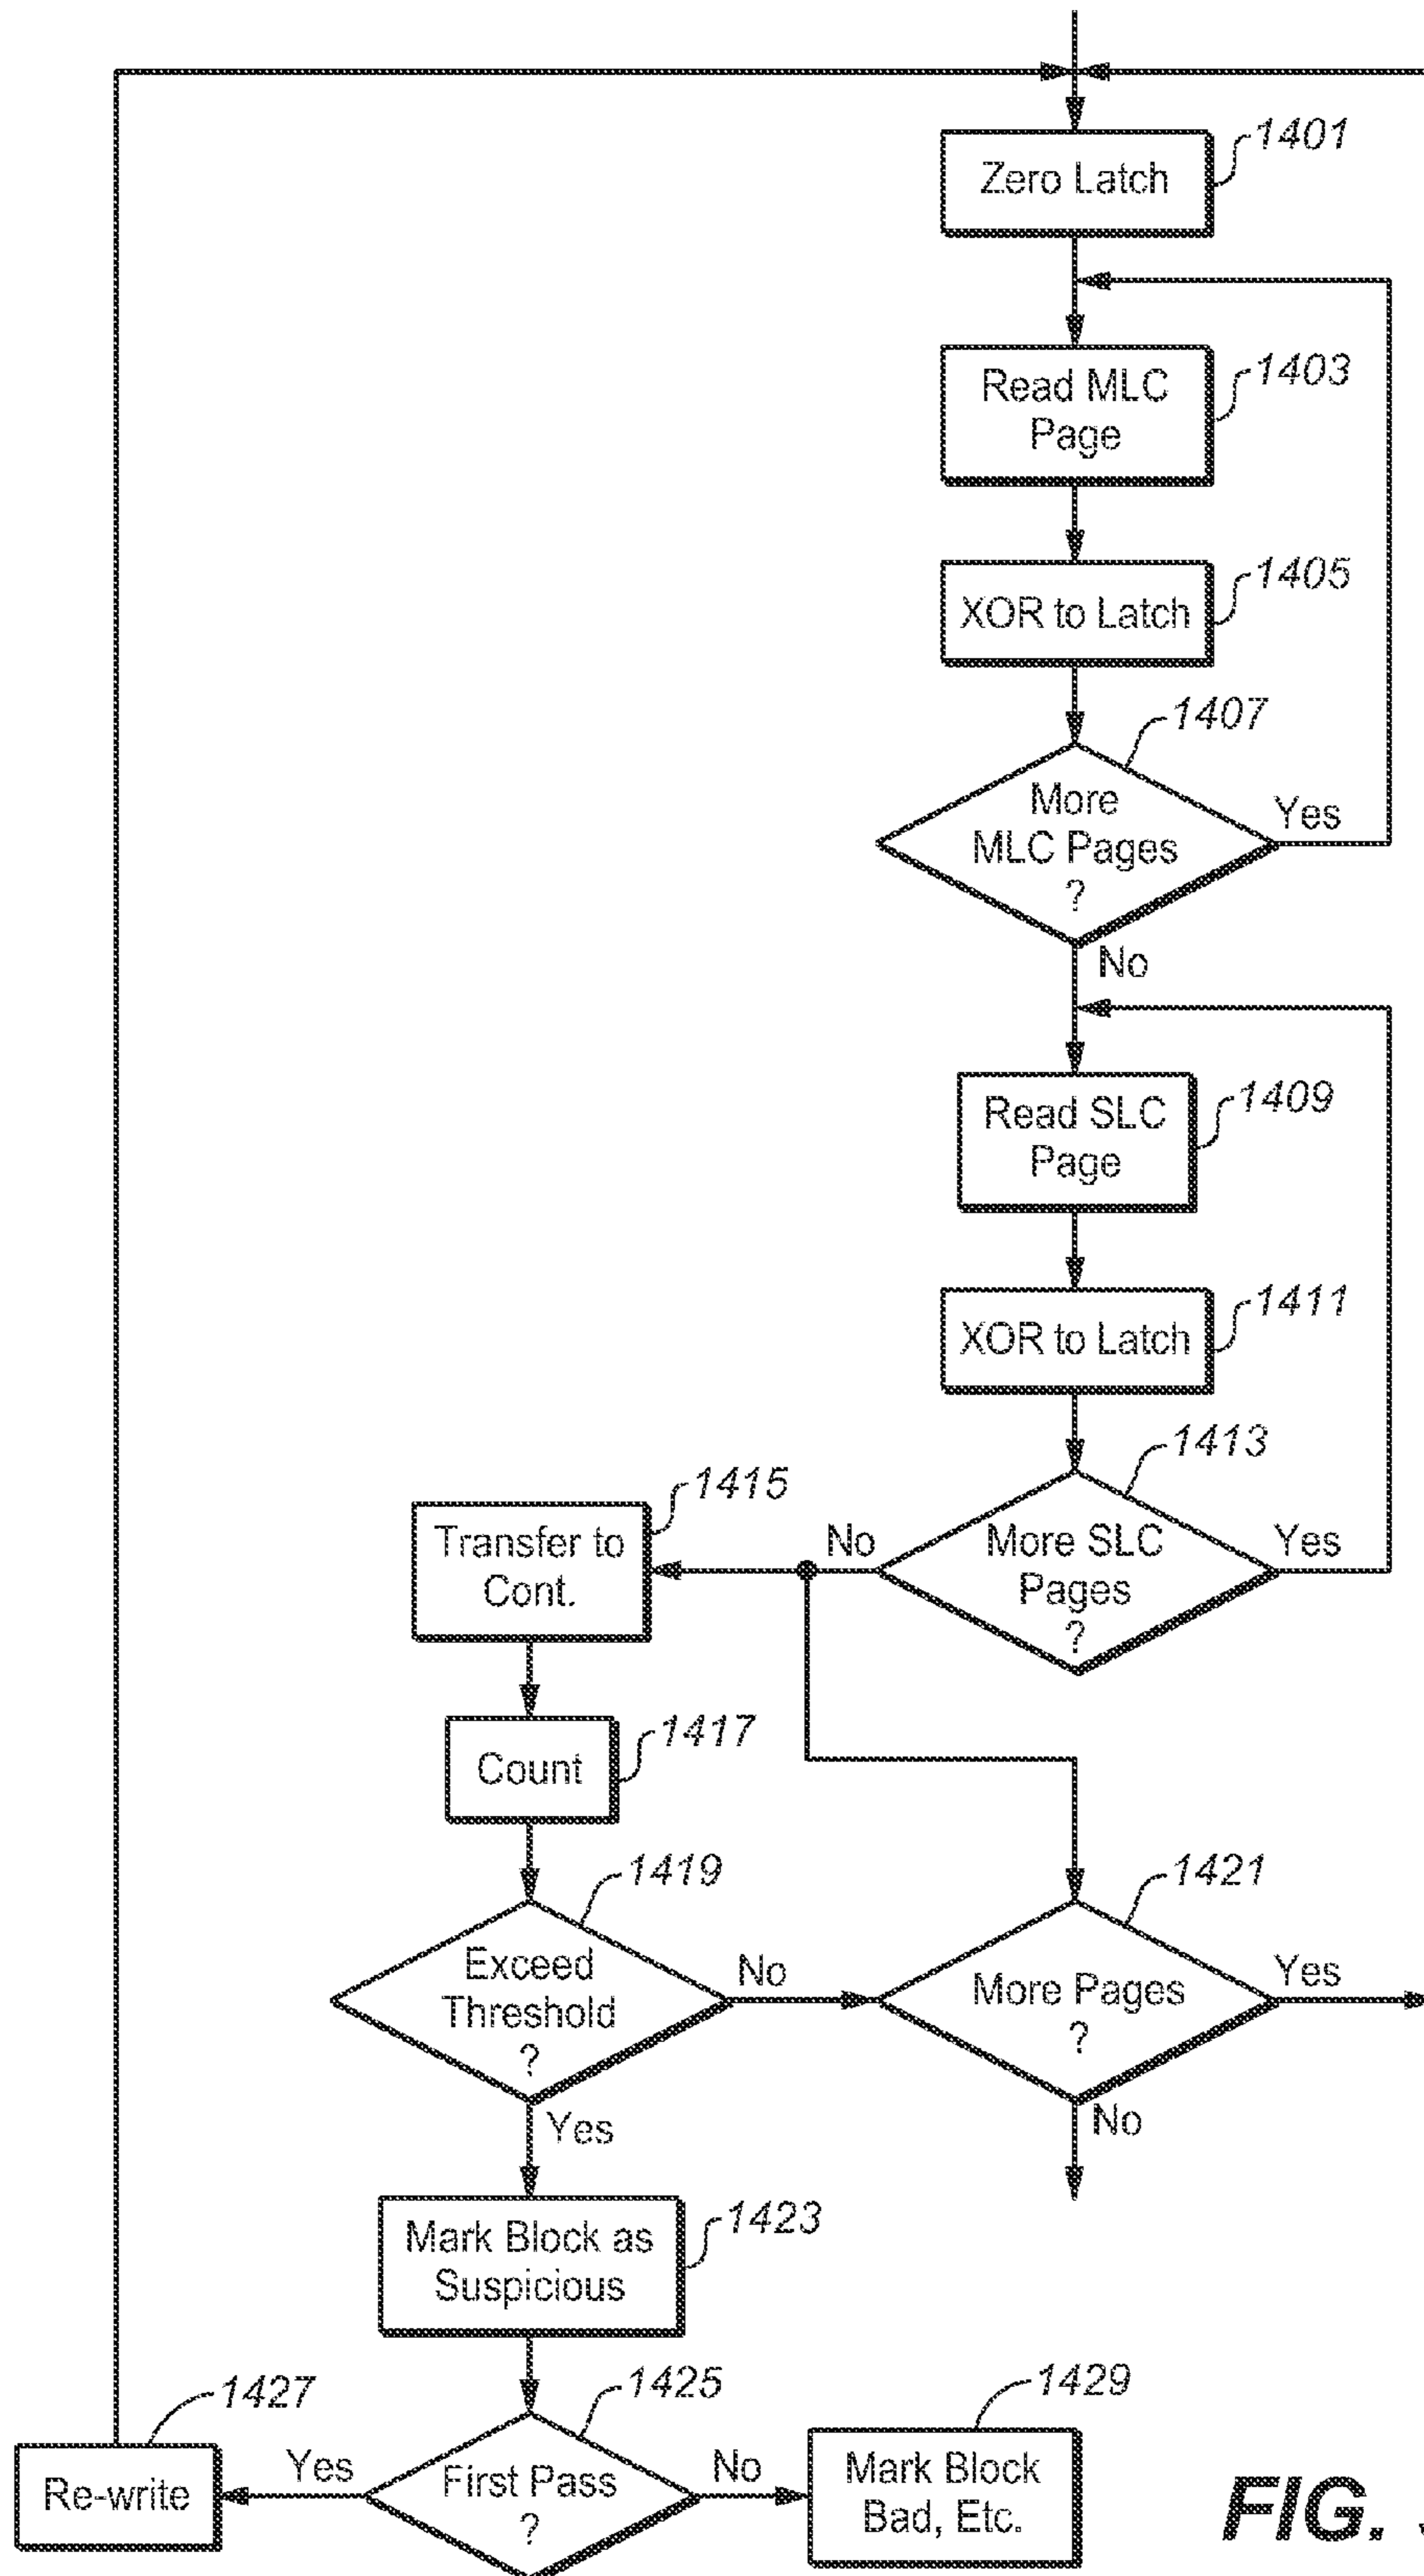 1401
Zero Latch
1403
Read MLC
Page
1405
XOR to Latch
1407
More
MLC Pages
?
Yes
No
1409
Read SLC
Page
1411
XOR to Latch
1413
More SLC
Pages
?
Yes
No
1415
Transfer to
Cont.
1417
Count
1419
Exceed
Threshold
?
No
Yes
1421
More Pages
?
Yes
No
1423
Mark Block as
Suspicious
1425
First Pass
?
Yes
No
1427
Re-write
1429
Mark Block
Bad, Etc.
FIG.